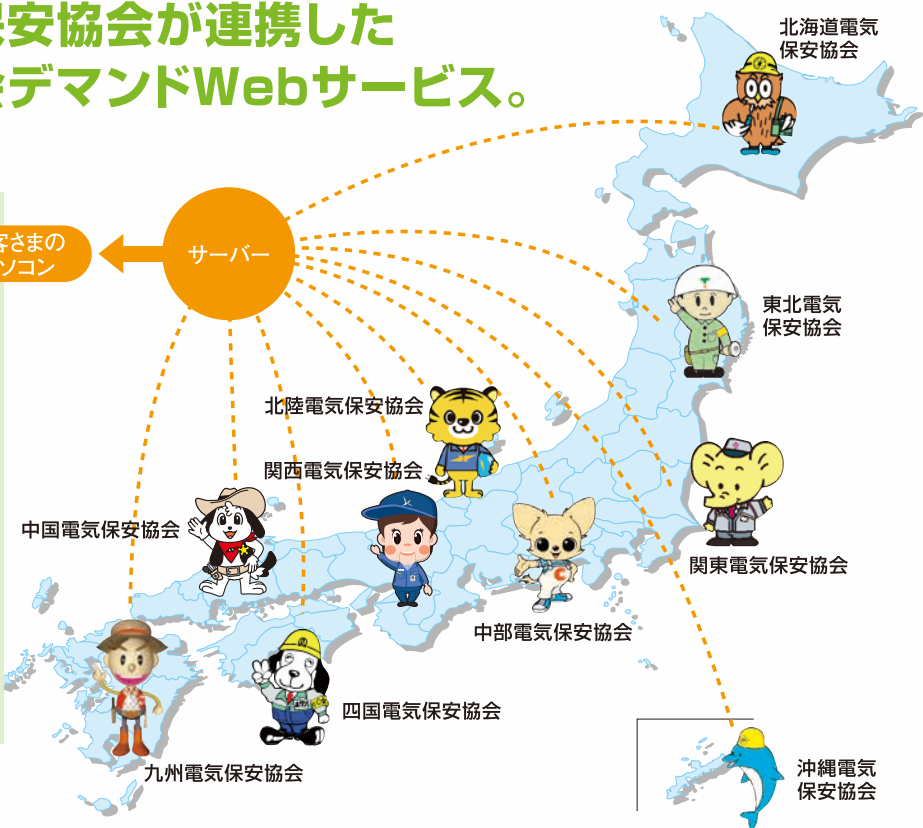 保安協会が連携した
会デマンドWebサービス。
北海道電気
保安協会
客さまの
ソコン
サーバー
東北電気
保安協会
北陸電気保安協会
関西電気保安協会
中国電気保安協会
関東電気保安協会
中部電気保安協会
四国電気保安協会
九州電気保安協会
沖縄電気
保安協会